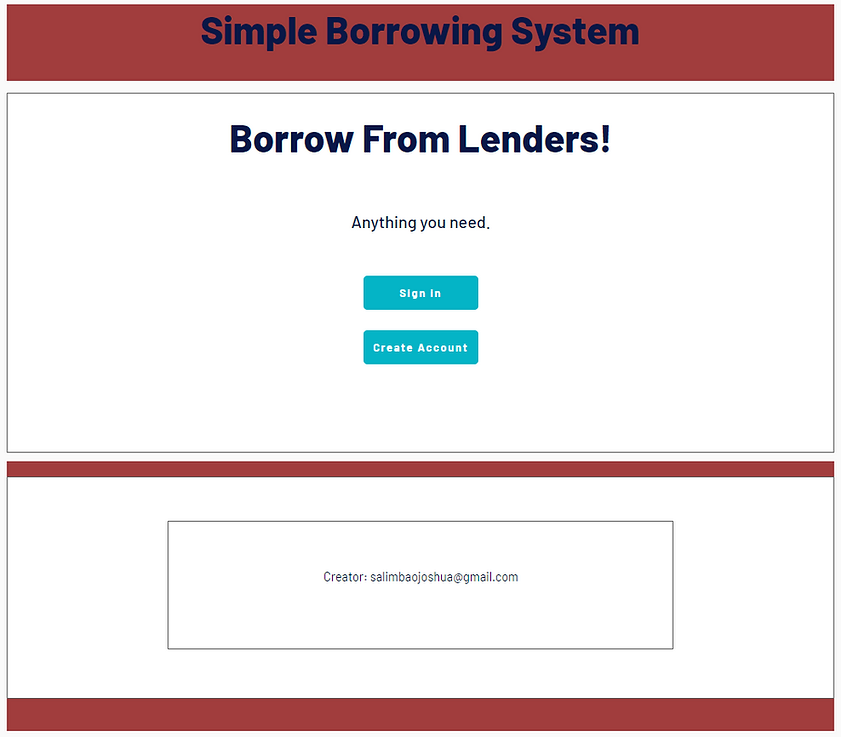 Simple Borrowing System
Borrow From Lenders!
Anything you need.
Sign in
Create Account
Creator: salimbaojoshua@gmail.com